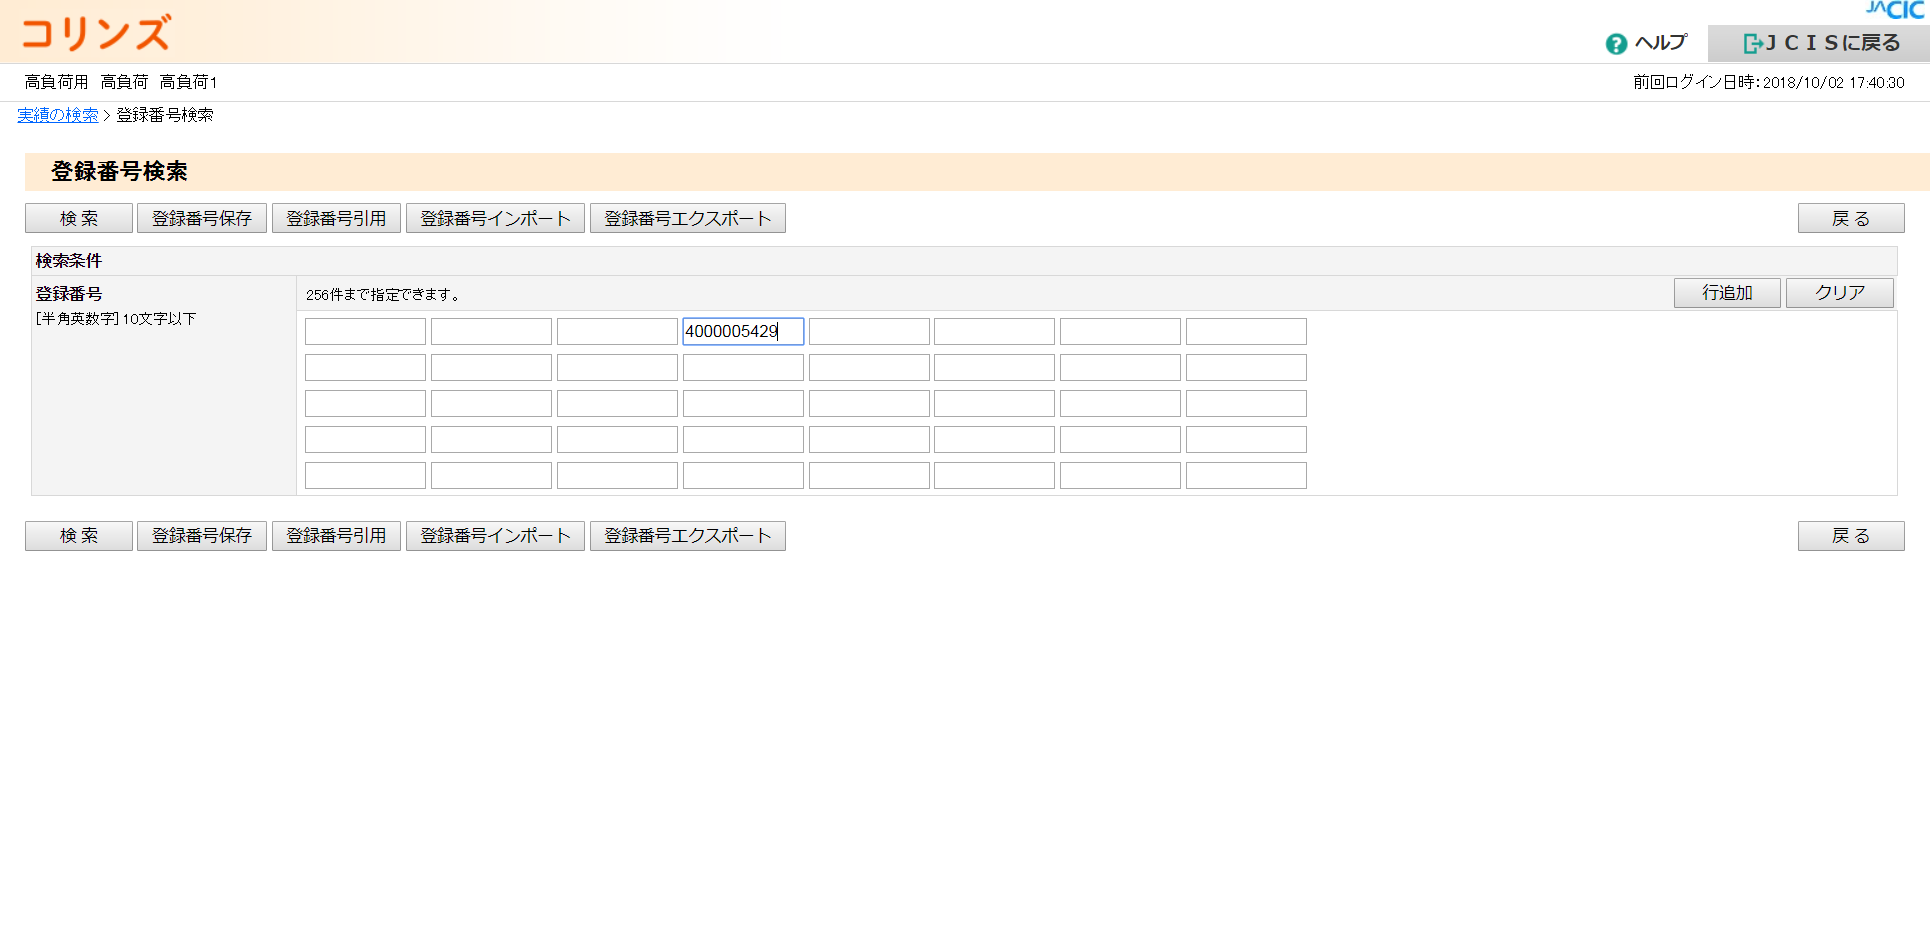 JACIC
コリンズ
? ヘルプ
ＪＣＩＳに戻る
高負荷用 高負荷 高負荷1
前回ログイン日時：2018/10/02 17:40:30
実績の検索 > 登録番号検索
登録番号検索
検 索 登録番号保存 登録番号引用 登録番号インポート 登録番号エクスポート 戻 る
検索条件
登録番号
[半角英数字] 10文字以下
256件まで指定できます。 行追加 クリア
4000005429
検 索 登録番号保存 登録番号引用 登録番号インポート 登録番号エクスポート 戻 る